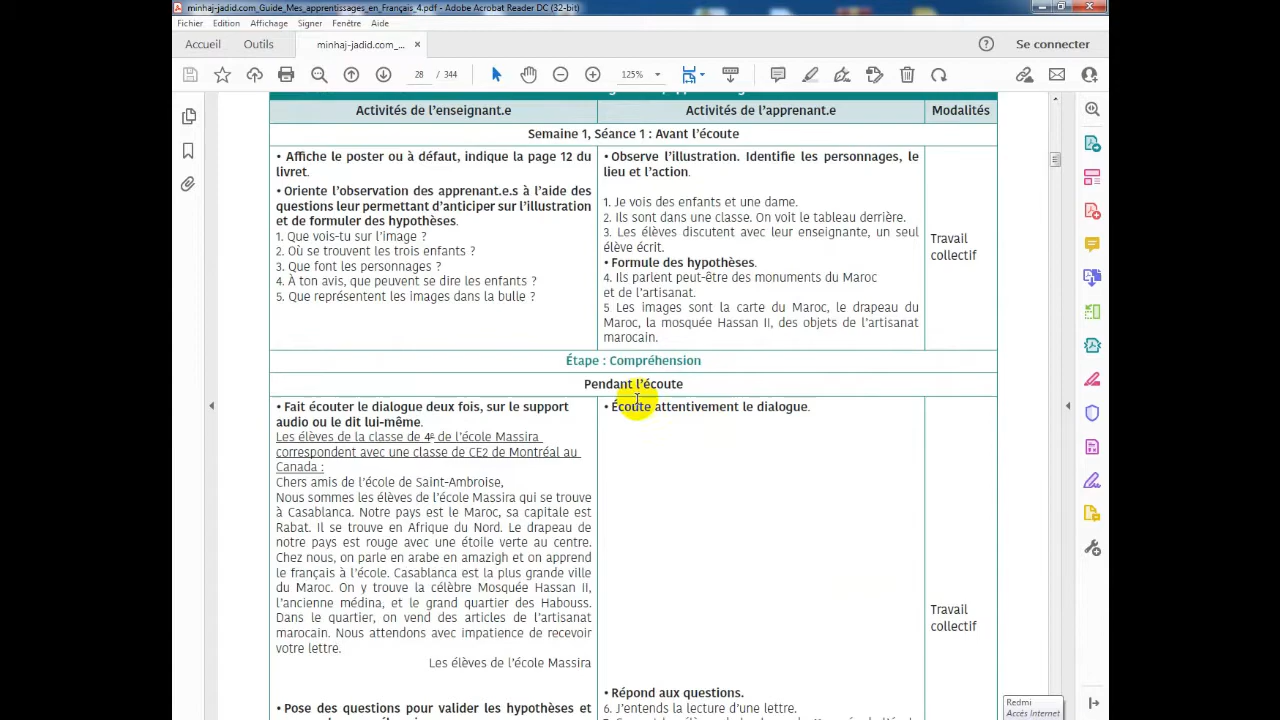 minhaj-jadid.com_Guide_Mes_apprentissages_en_Français_4.pdf - Adobe Acrobat Reader DC (32-bit)
Fichier Edition Affichage Signer Fenêtre Aide
Accueil Outils minhaj-jadid.com_... × Se connecter
28 / 344 125%
Activités de l'enseignant.e Activités de l'apprenant.e Modalités
Semaine 1, Séance 1 : Avant l'écoute
• Affiche le poster ou à défaut, indique la page 12 du
livret.
• Oriente l'observation des apprenant.e.s à l'aide des
questions leur permettant d'anticiper sur l'illustration
et de formuler des hypothèses.
1. Que vois-tu sur l'image ?
2. Où se trouvent les trois enfants ?
3. Que font les personnages ?
4. À ton avis, que peuvent se dire les enfants ?
5. Que représentent les images dans la bulle ?
• Observe l'illustration. Identifie les personnages, le
lieu et l'action.
1. Je vois des enfants et une dame.
2. Ils sont dans une classe. On voit le tableau derrière.
3. Les élèves discutent avec leur enseignante, un seul
élève écrit.
• Formule des hypothèses.
4. Ils parlent peut-être des monuments du Maroc
et de l'artisanat.
5 Les images sont la carte du Maroc, le drapeau du
Maroc, la mosquée Hassan II, des objets de l'artisanat
marocain.
Travail
collectif
Étape : Compréhension
Pendant l'écoute
• Fait écouter le dialogue deux fois, sur le support
audio ou le dit lui-même.
Les élèves de la classe de 4e de l'école Massira
correspondent avec une classe de CE2 de Montréal au
Canada :
Chers amis de l'école de Saint-Ambroise,
Nous sommes les élèves de l'école Massira qui se trouve
à Casablanca. Notre pays est le Maroc, sa capitale est
Rabat. Il se trouve en Afrique du Nord. Le drapeau de
notre pays est rouge avec une étoile verte au centre.
Chez nous, on parle en arabe en amazigh et on apprend
le français à l'école. Casablanca est la plus grande ville
du Maroc. On y trouve la célèbre Mosquée Hassan II,
l'ancienne médina, et le grand quartier des Habouss.
Dans le quartier, on vend des articles de l'artisanat
marocain. Nous attendons avec impatience de recevoir
votre lettre.
Les élèves de l'école Massira
• Pose des questions pour valider les hypothèses et
• Écoute attentivement le dialogue.
• Répond aux questions.
6. J'entends la lecture d'une lettre.
Travail
collectif
Redmi
Accès Internet